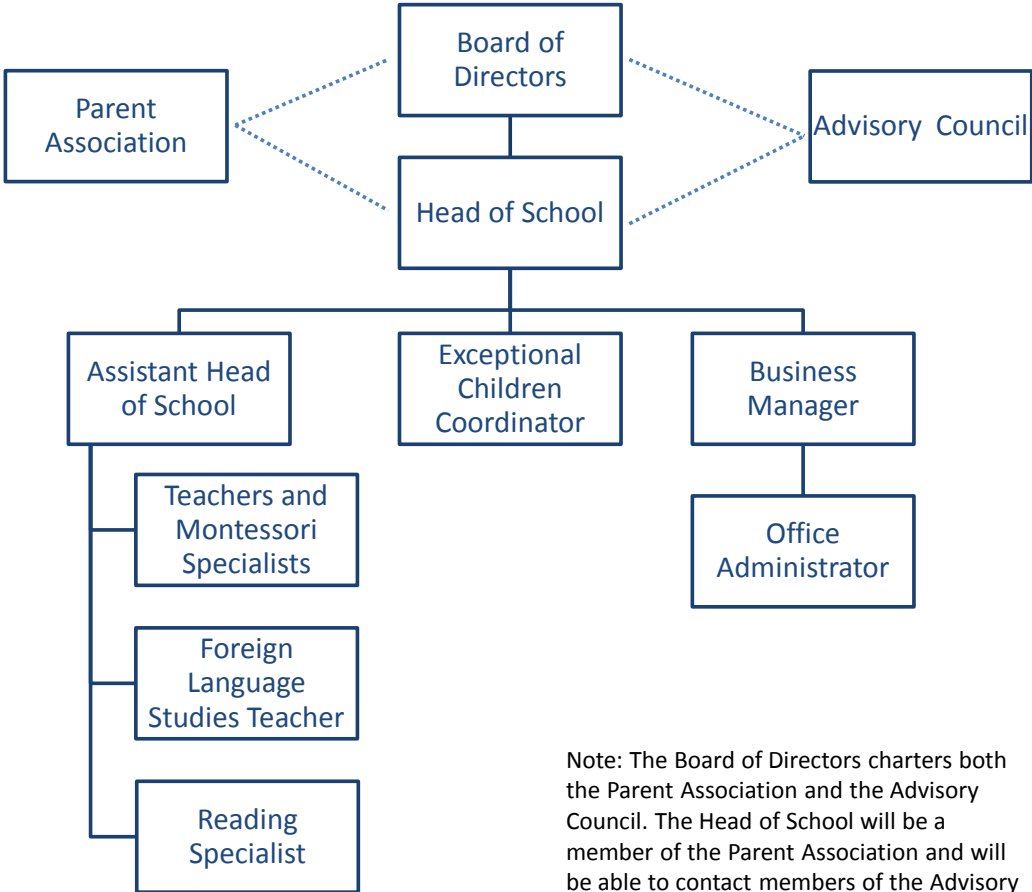 Board of
Directors
Parent
Association
Advisory Council
Head of School
Assistant Head
of School
Exceptional
Children
Coordinator
Business
Manager
Teachers and
Montessori
Specialists
Office
Administrator
Foreign
Language
Studies Teacher
Reading
Specialist
Note: The Board of Directors charters both
the Parent Association and the Advisory
Council. The Head of School will be a
member of the Parent Association and will
be able to contact members of the Advisory